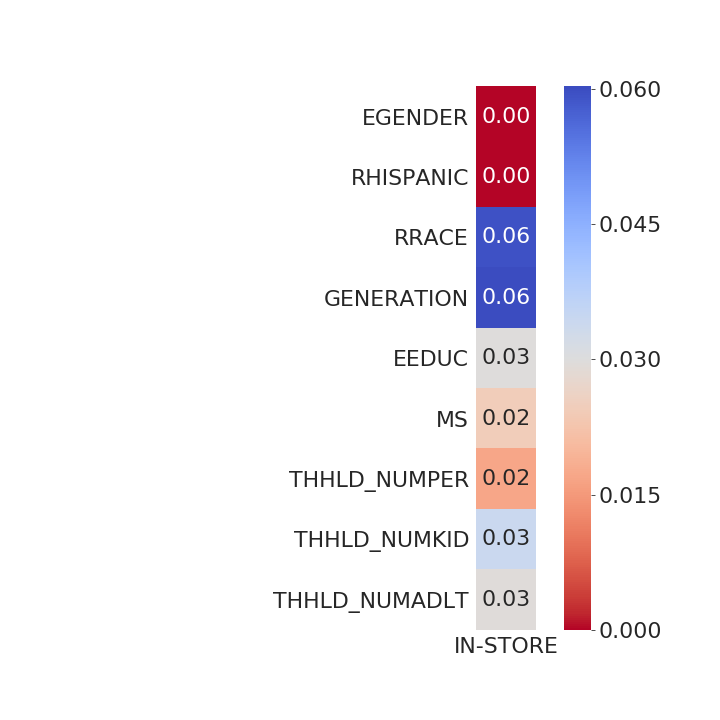 EGENDER 0.00
RHISPANIC 0.00
RRACE 0.06
GENERATION 0.06
EEDUC 0.03
MS 0.02
THHLD_NUMPER 0.02
THHLD_NUMKID 0.03
THHLD_NUMADLT 0.03
IN-STORE
0.060
0.045
0.030
0.015
0.000